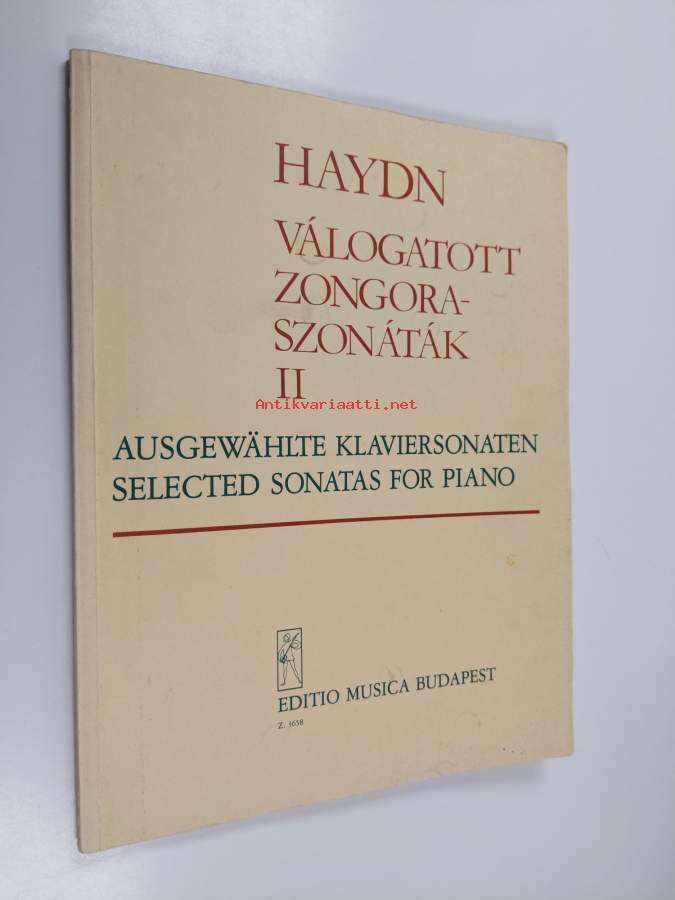 HAYDN
VÁLOGATOTT
ZONGORA-
SZONÁTÁK
II
Antikvariaatti.net
AUSGEWÄHLTE KLAVIERSONATEN
SELECTED SONATAS FOR PIANO
EDITIO MUSICA BUDAPEST
Z. 3658